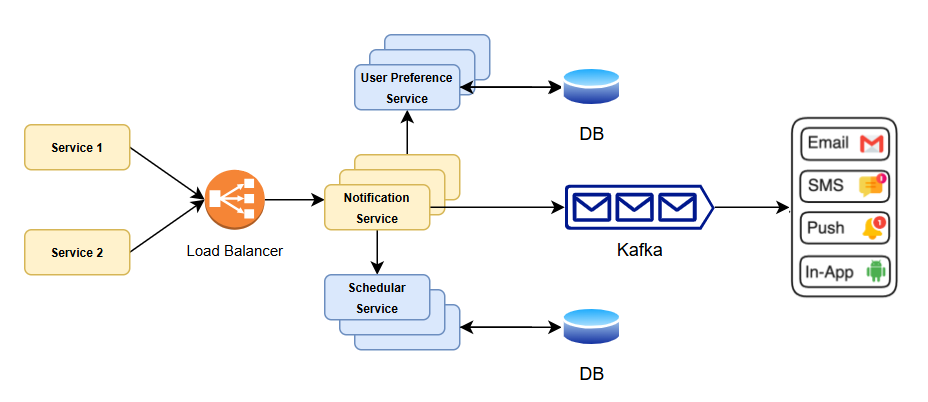 User Preference
Service
DB
Service 1
Service 2
Load Balancer
Notification
Service
Kafka
Email
SMS
Push
In-App
Schedular
Service
DB